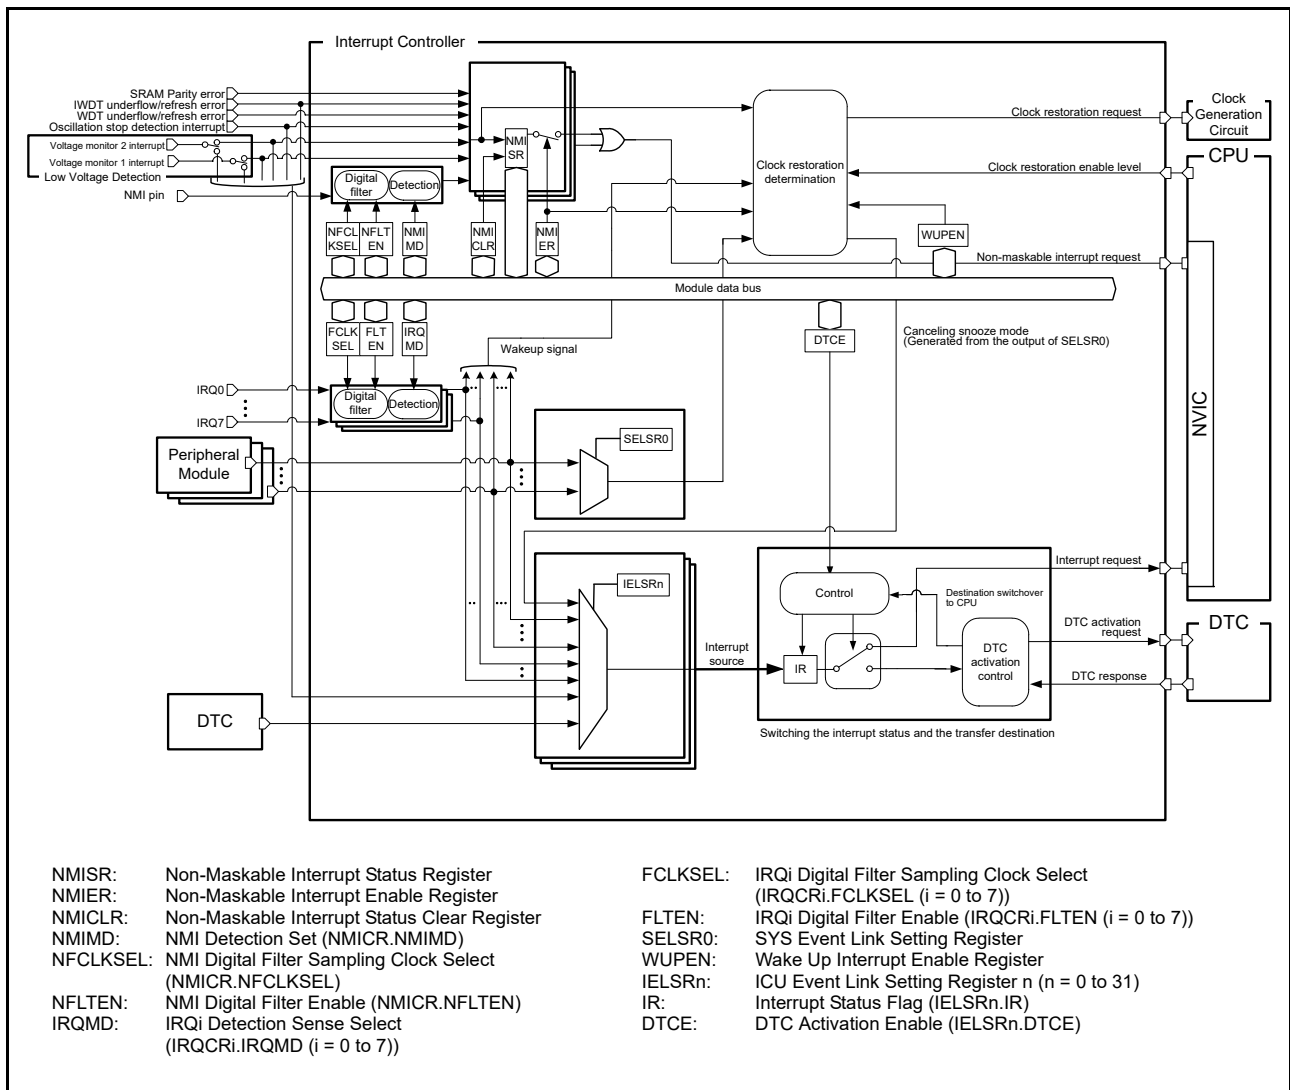 Interrupt Controller
SRAM Parity error
IWDT underflow/refresh error
WDT underflow/refresh error
Oscillation stop detection interrupt
Voltage monitor 2 interrupt
Voltage monitor 1 interrupt
Low Voltage Detection
NMI pin
Digital
filter
Detection
NMI
SR
NFCL
KSEL
NFLT
EN
NMI
MD
NMI
CLR
NMI
ER
Clock restoration
determination
WUPEN
Clock restoration request
Clock
Generation
Circuit
Clock restoration enable level
CPU
Non-maskable interrupt request
Module data bus
FCLK
SEL
FLT
EN
IRQ
MD
Wakeup signal
DTCE
Canceling snooze mode
(Generated from the output of SELSR0)
NVIC
IRQ0
IRQ7
Digital
filter
Detection
Peripheral
Module
SELSR0
IELSRn
Interrupt
source
Control
Destination switchover
to CPU
IR
DTC
activation
control
Interrupt request
DTC activation
request
DTC response
DTC
DTC
Switching the interrupt status and the transfer destination
NMISR: Non-Maskable Interrupt Status Register
NMIER: Non-Maskable Interrupt Enable Register
NMICLR: Non-Maskable Interrupt Status Clear Register
NMIMD: NMI Detection Set (NMICR.NMIMD)
NFCLKSEL: NMI Digital Filter Sampling Clock Select
(NMICR.NFCLKSEL)
NFLTEN: NMI Digital Filter Enable (NMICR.NFLTEN)
IRQMD: IRQi Detection Sense Select
(IRQCRi.IRQMD (i = 0 to 7))
FCLKSEL: IRQi Digital Filter Sampling Clock Select
(IRQCRi.FCLKSEL (i = 0 to 7))
FLTEN: IRQi Digital Filter Enable (IRQCRi.FLTEN (i = 0 to 7))
SELSR0: SYS Event Link Setting Register
WUPEN: Wake Up Interrupt Enable Register
IELSRn: ICU Event Link Setting Register n (n = 0 to 31)
IR: Interrupt Status Flag (IELSRn.IR)
DTCE: DTC Activation Enable (IELSRn.DTCE)